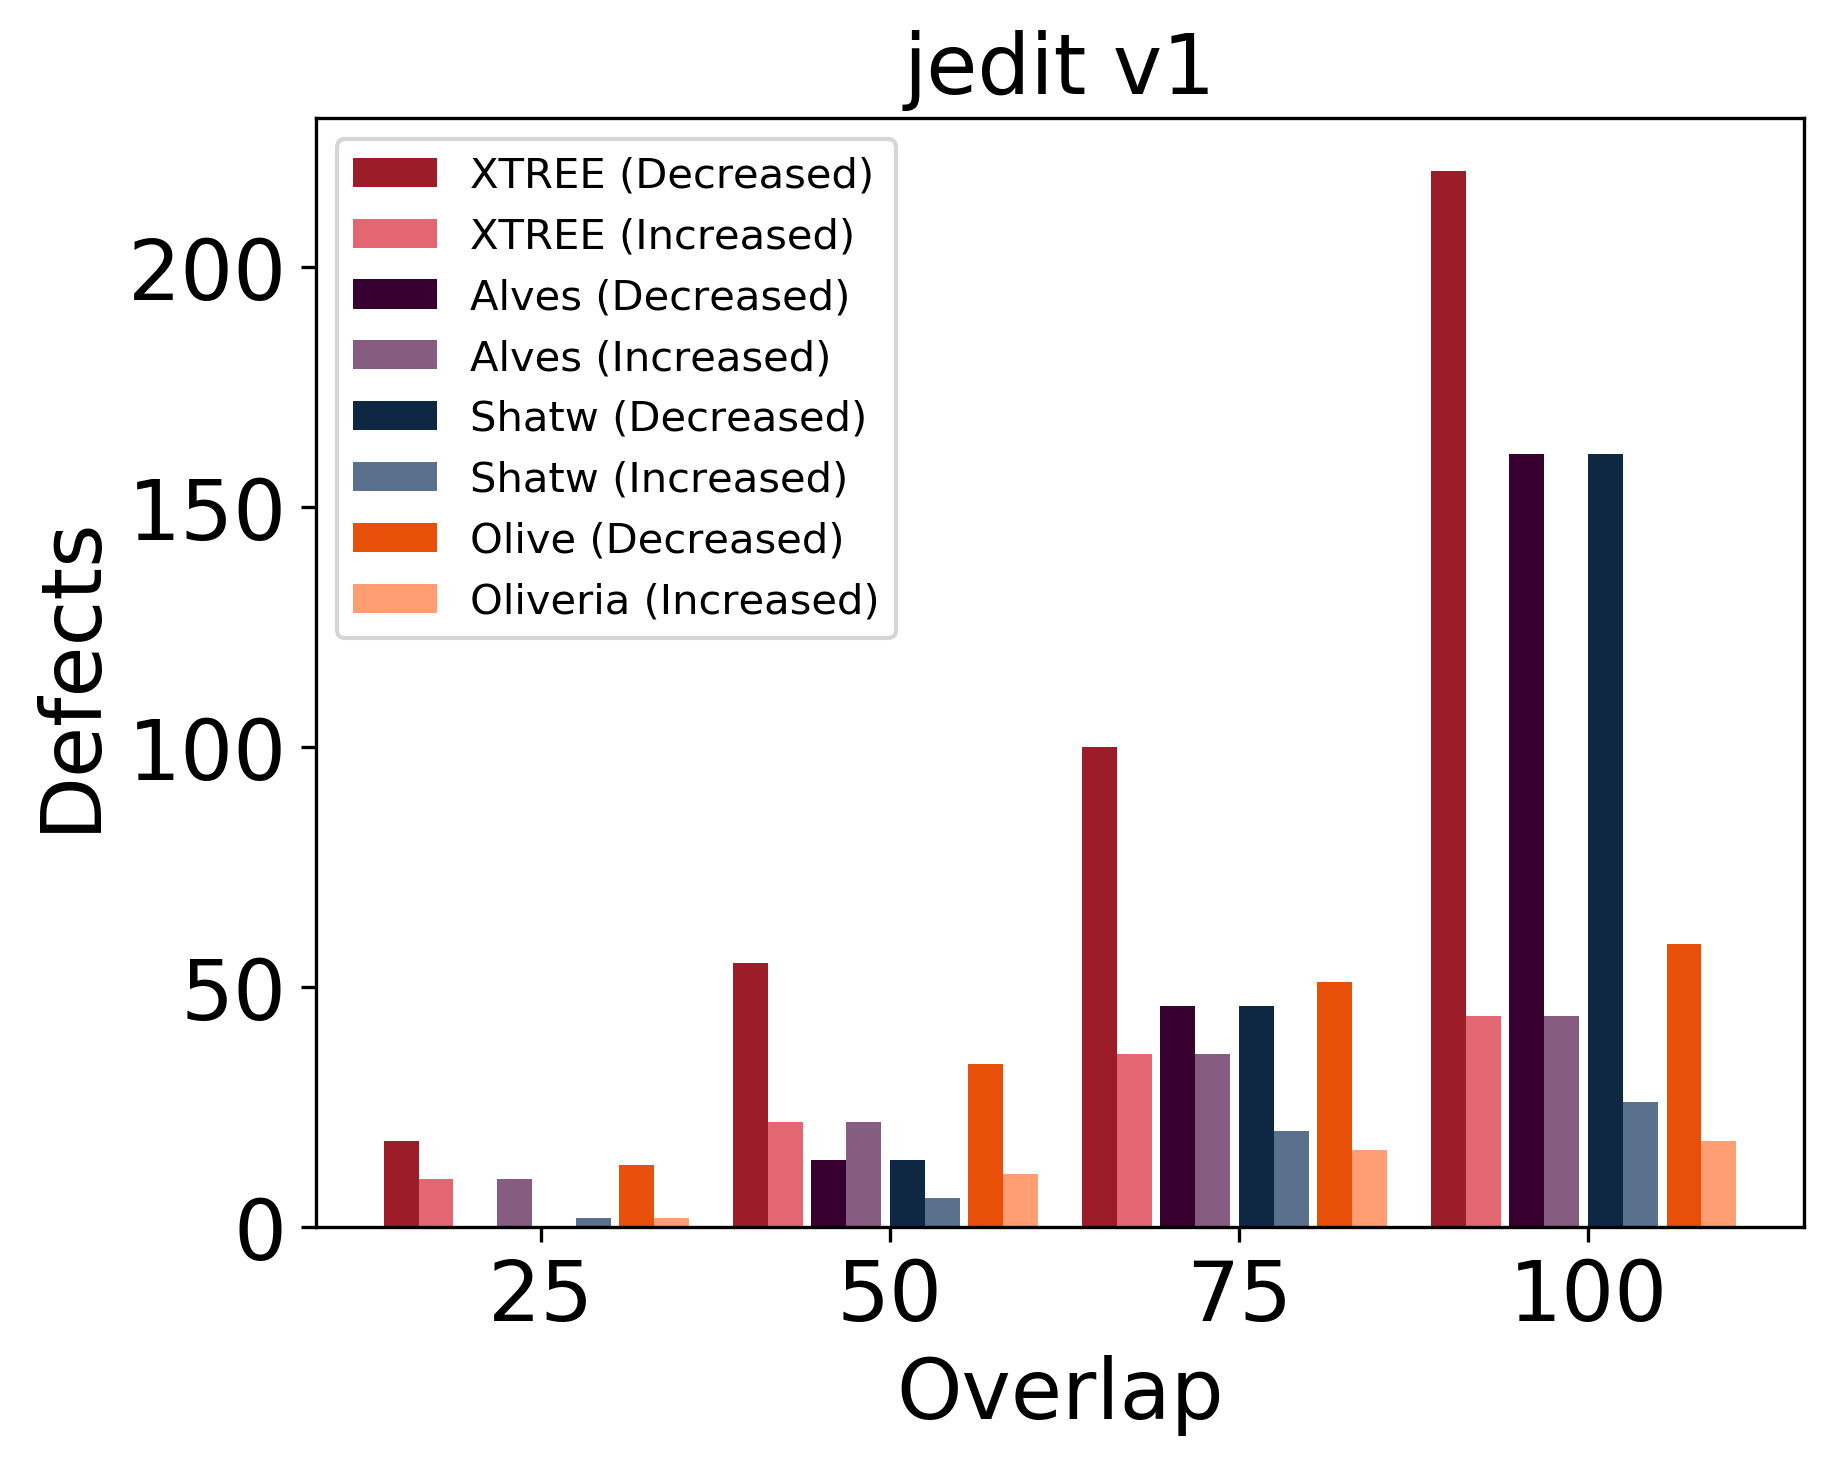 jedit v1
XTREE (Decreased)
XTREE (Increased)
Alves (Decreased)
Alves (Increased)
Shatw (Decreased)
Shatw (Increased)
Olive (Decreased)
Oliveria (Increased)
Defects
200
150
100
50
0
25 50 75 100
Overlap